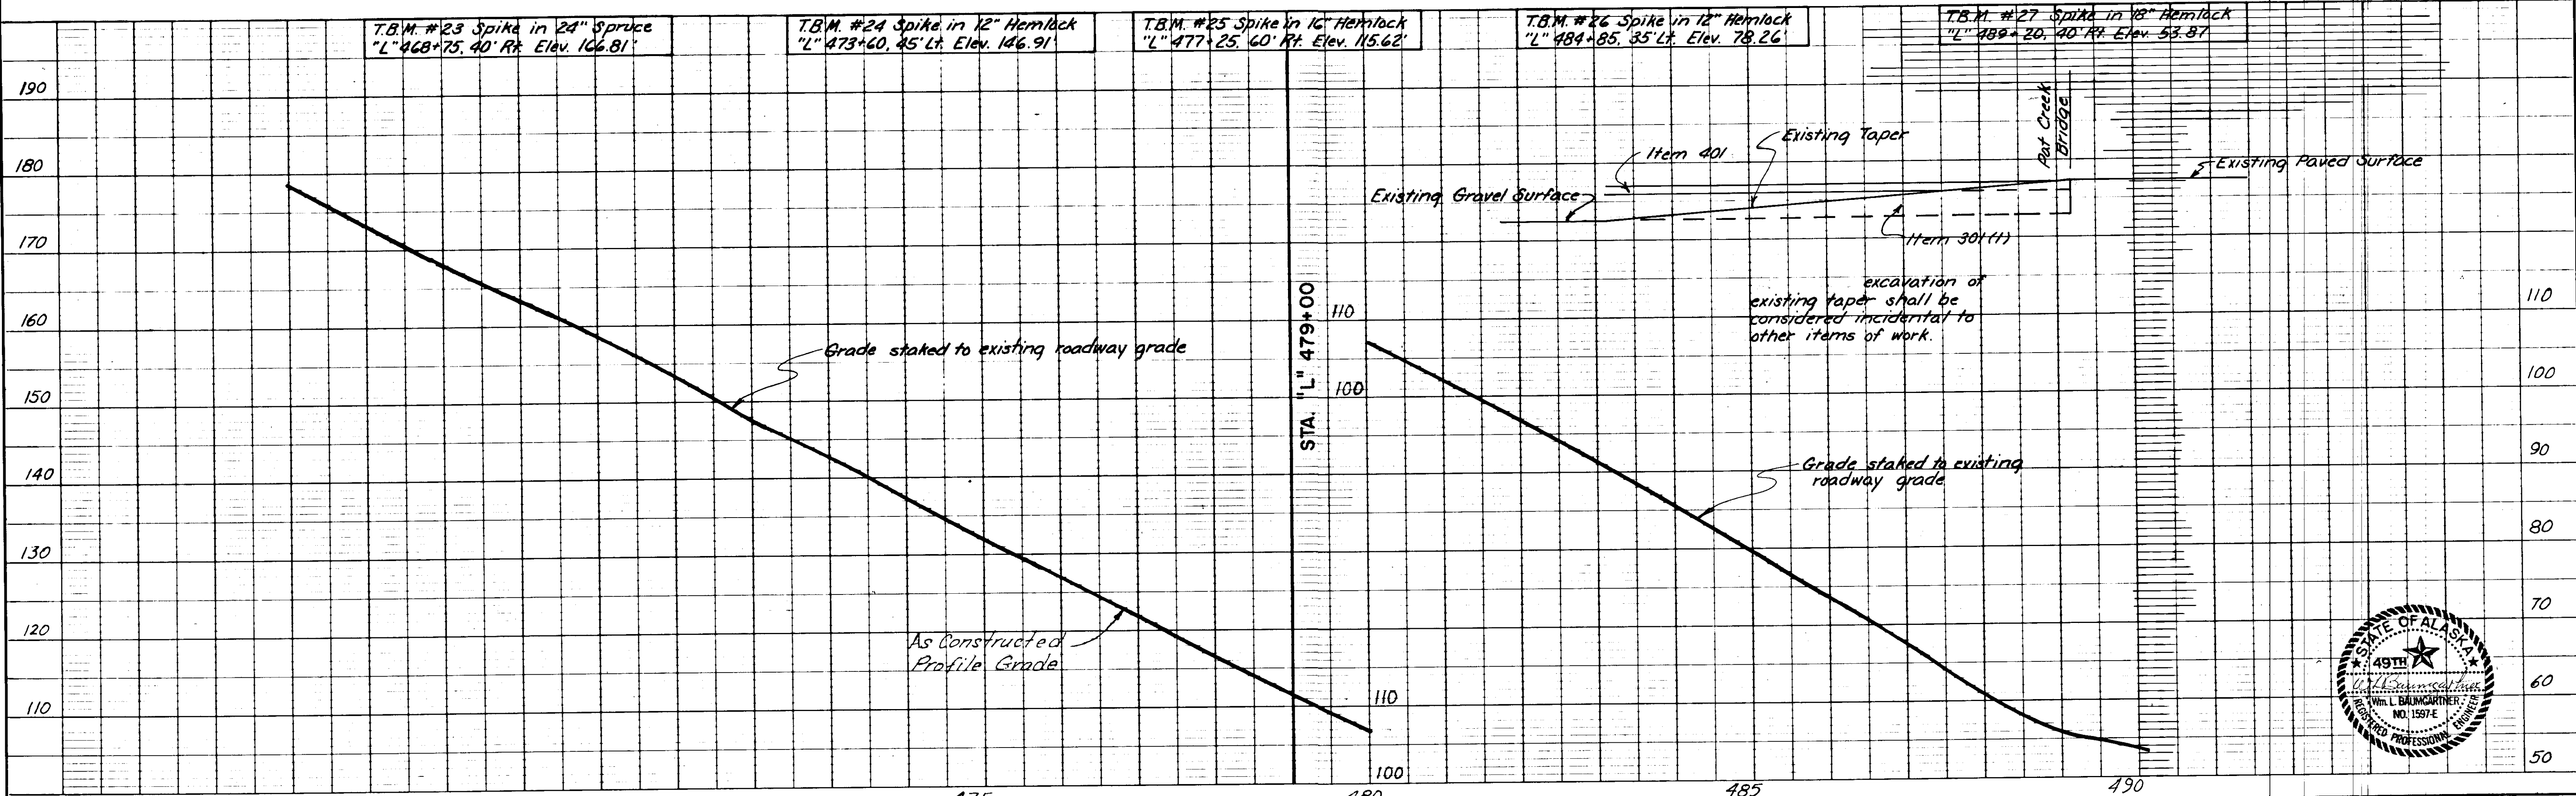 T.B.M. #23 Spike in 24" Spruce
"L" 468+75, 40' Rt. Elev. 166.81'
T.B.M. #24 Spike in 12" Hemlock
"L" 473+60, 45' Lt. Elev. 146.91'
T.B.M. #25 Spike in 16" Hemlock
"L" 477+25, 60' Rt. Elev. 115.62'
T.B.M. #26 Spike in 12" Hemlock
"L" 484+85, 35' Lt. Elev. 78.26'
T.B.M. #27 Spike in 18" Hemlock
"L" 489+20, 40' Rt. Elev. 53.87
190
180
170
160
150
140
130
120
110
Grade staked to existing roadway grade
As Constructed
Profile Grade
STA. "L" 479+00
110
100
110
100
Existing Gravel Surface
Item 401
Existing Taper
Pat Creek
Bridge
Existing Paved Surface
Item 301(1)
excavation of
existing taper shall be
considered incidental to
other items of work.
Grade staked to existing
roadway grade
110
100
90
80
70
60
50
STATE OF ALASKA
49TH
Wm. L. BAUMGARTNER
NO. 1597-E
REGISTERED PROFESSIONAL ENGINEER
475
480
485
490